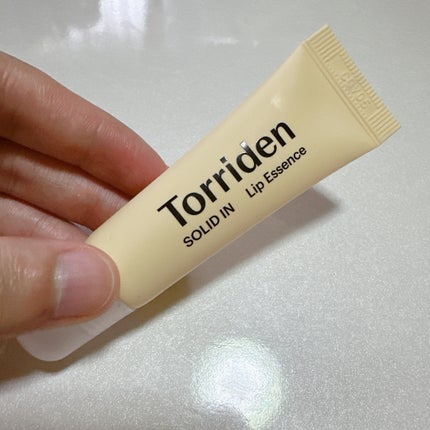 Torriden
SOLID IN Lip Essence